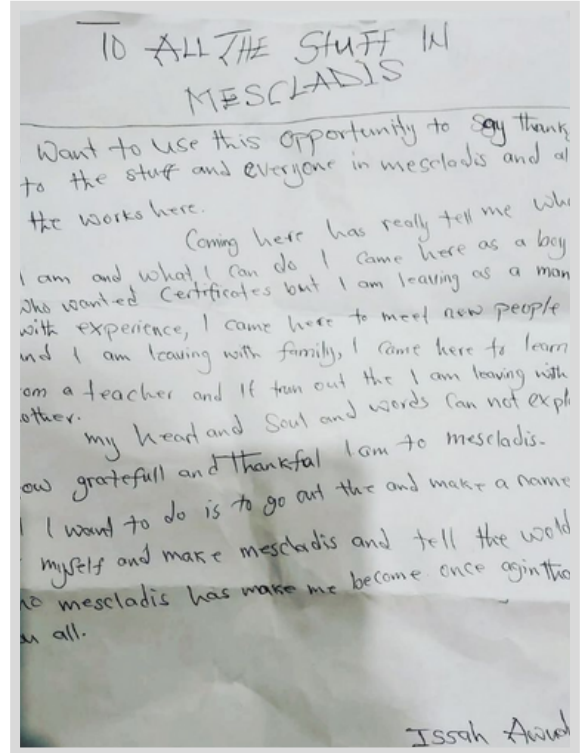 TO ALL THE Stuff IN
MESCLADIS
Want to use this opportunity to say thank
to the stuff and everyone in mescladis and al
the works here.
Coming here has really tell me wh
I am and what I can do I came here as a boy
who wanted certificates but I am leaving as a man
with experience, I came here to meet new people
nd I am leaving with family, I came here to learn
om a teacher and If trun out the I am leaving with
other.
my heart and Soul and words Can not expl
ow gratefull and Thankful I am to mescladis.
I want to do is to go out the and make a name
myself and make mescladis and tell the wold
mescladis has make me become once agin tha
all.
Issah Awud